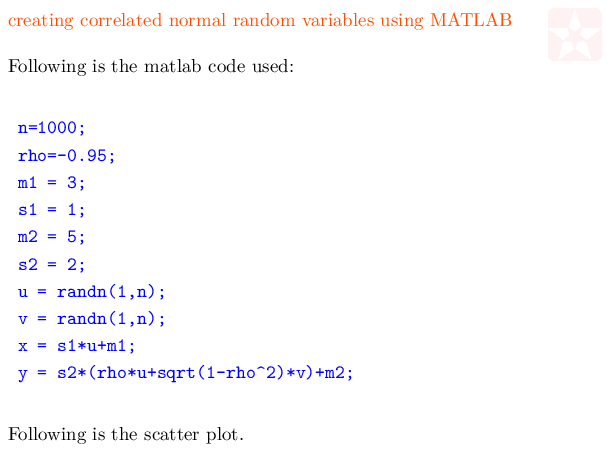 creating correlated normal random variables using MATLAB
Following is the matlab code used:
n=1000;
rho=-0.95;
m1 = 3;
s1 = 1;
m2 = 5;
s2 = 2;
u = randn(1,n);
v = randn(1,n);
x = s1*u+m1;
y = s2*(rho*u+sqrt(1-rho^2)*v)+m2;
Following is the scatter plot.